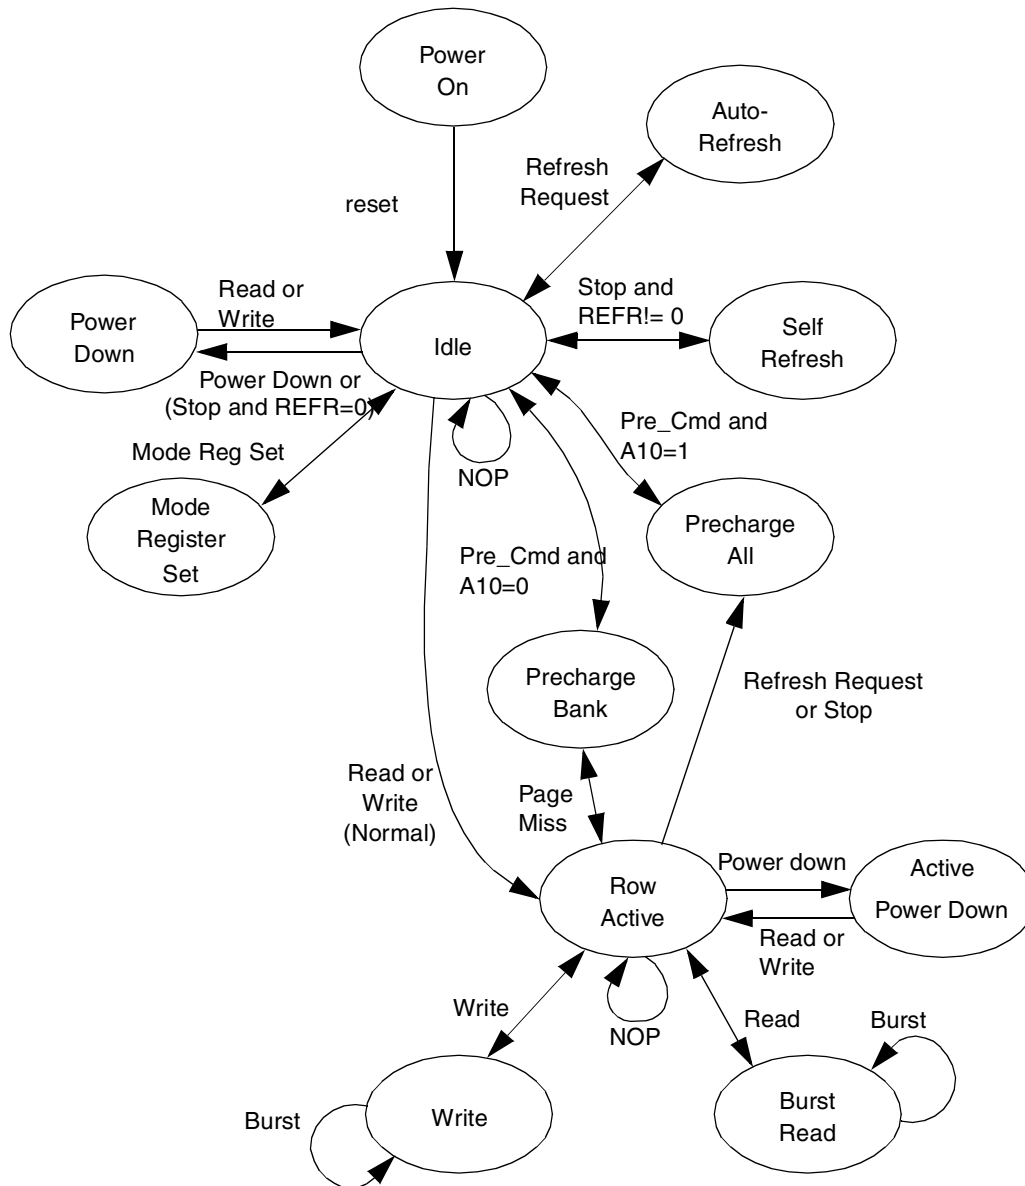 Power
On
Auto-
Refresh
Refresh
Request
reset
Read or
Write
Stop and
REFR!= 0
Power
Down
Idle
Self
Refresh
Power Down or
(Stop and REFR=0)
Pre_Cmd and
A10=1
Mode Reg Set
NOP
Mode
Register
Set
Precharge
All
Pre_Cmd and
A10=0
Precharge
Bank
Refresh Request
or Stop
Read or
Write
(Normal)
Page
Miss
Row
Active
Power down
Active
Power Down
Read or
Write
Write
NOP
Read
Burst
Burst
Write
Burst
Read